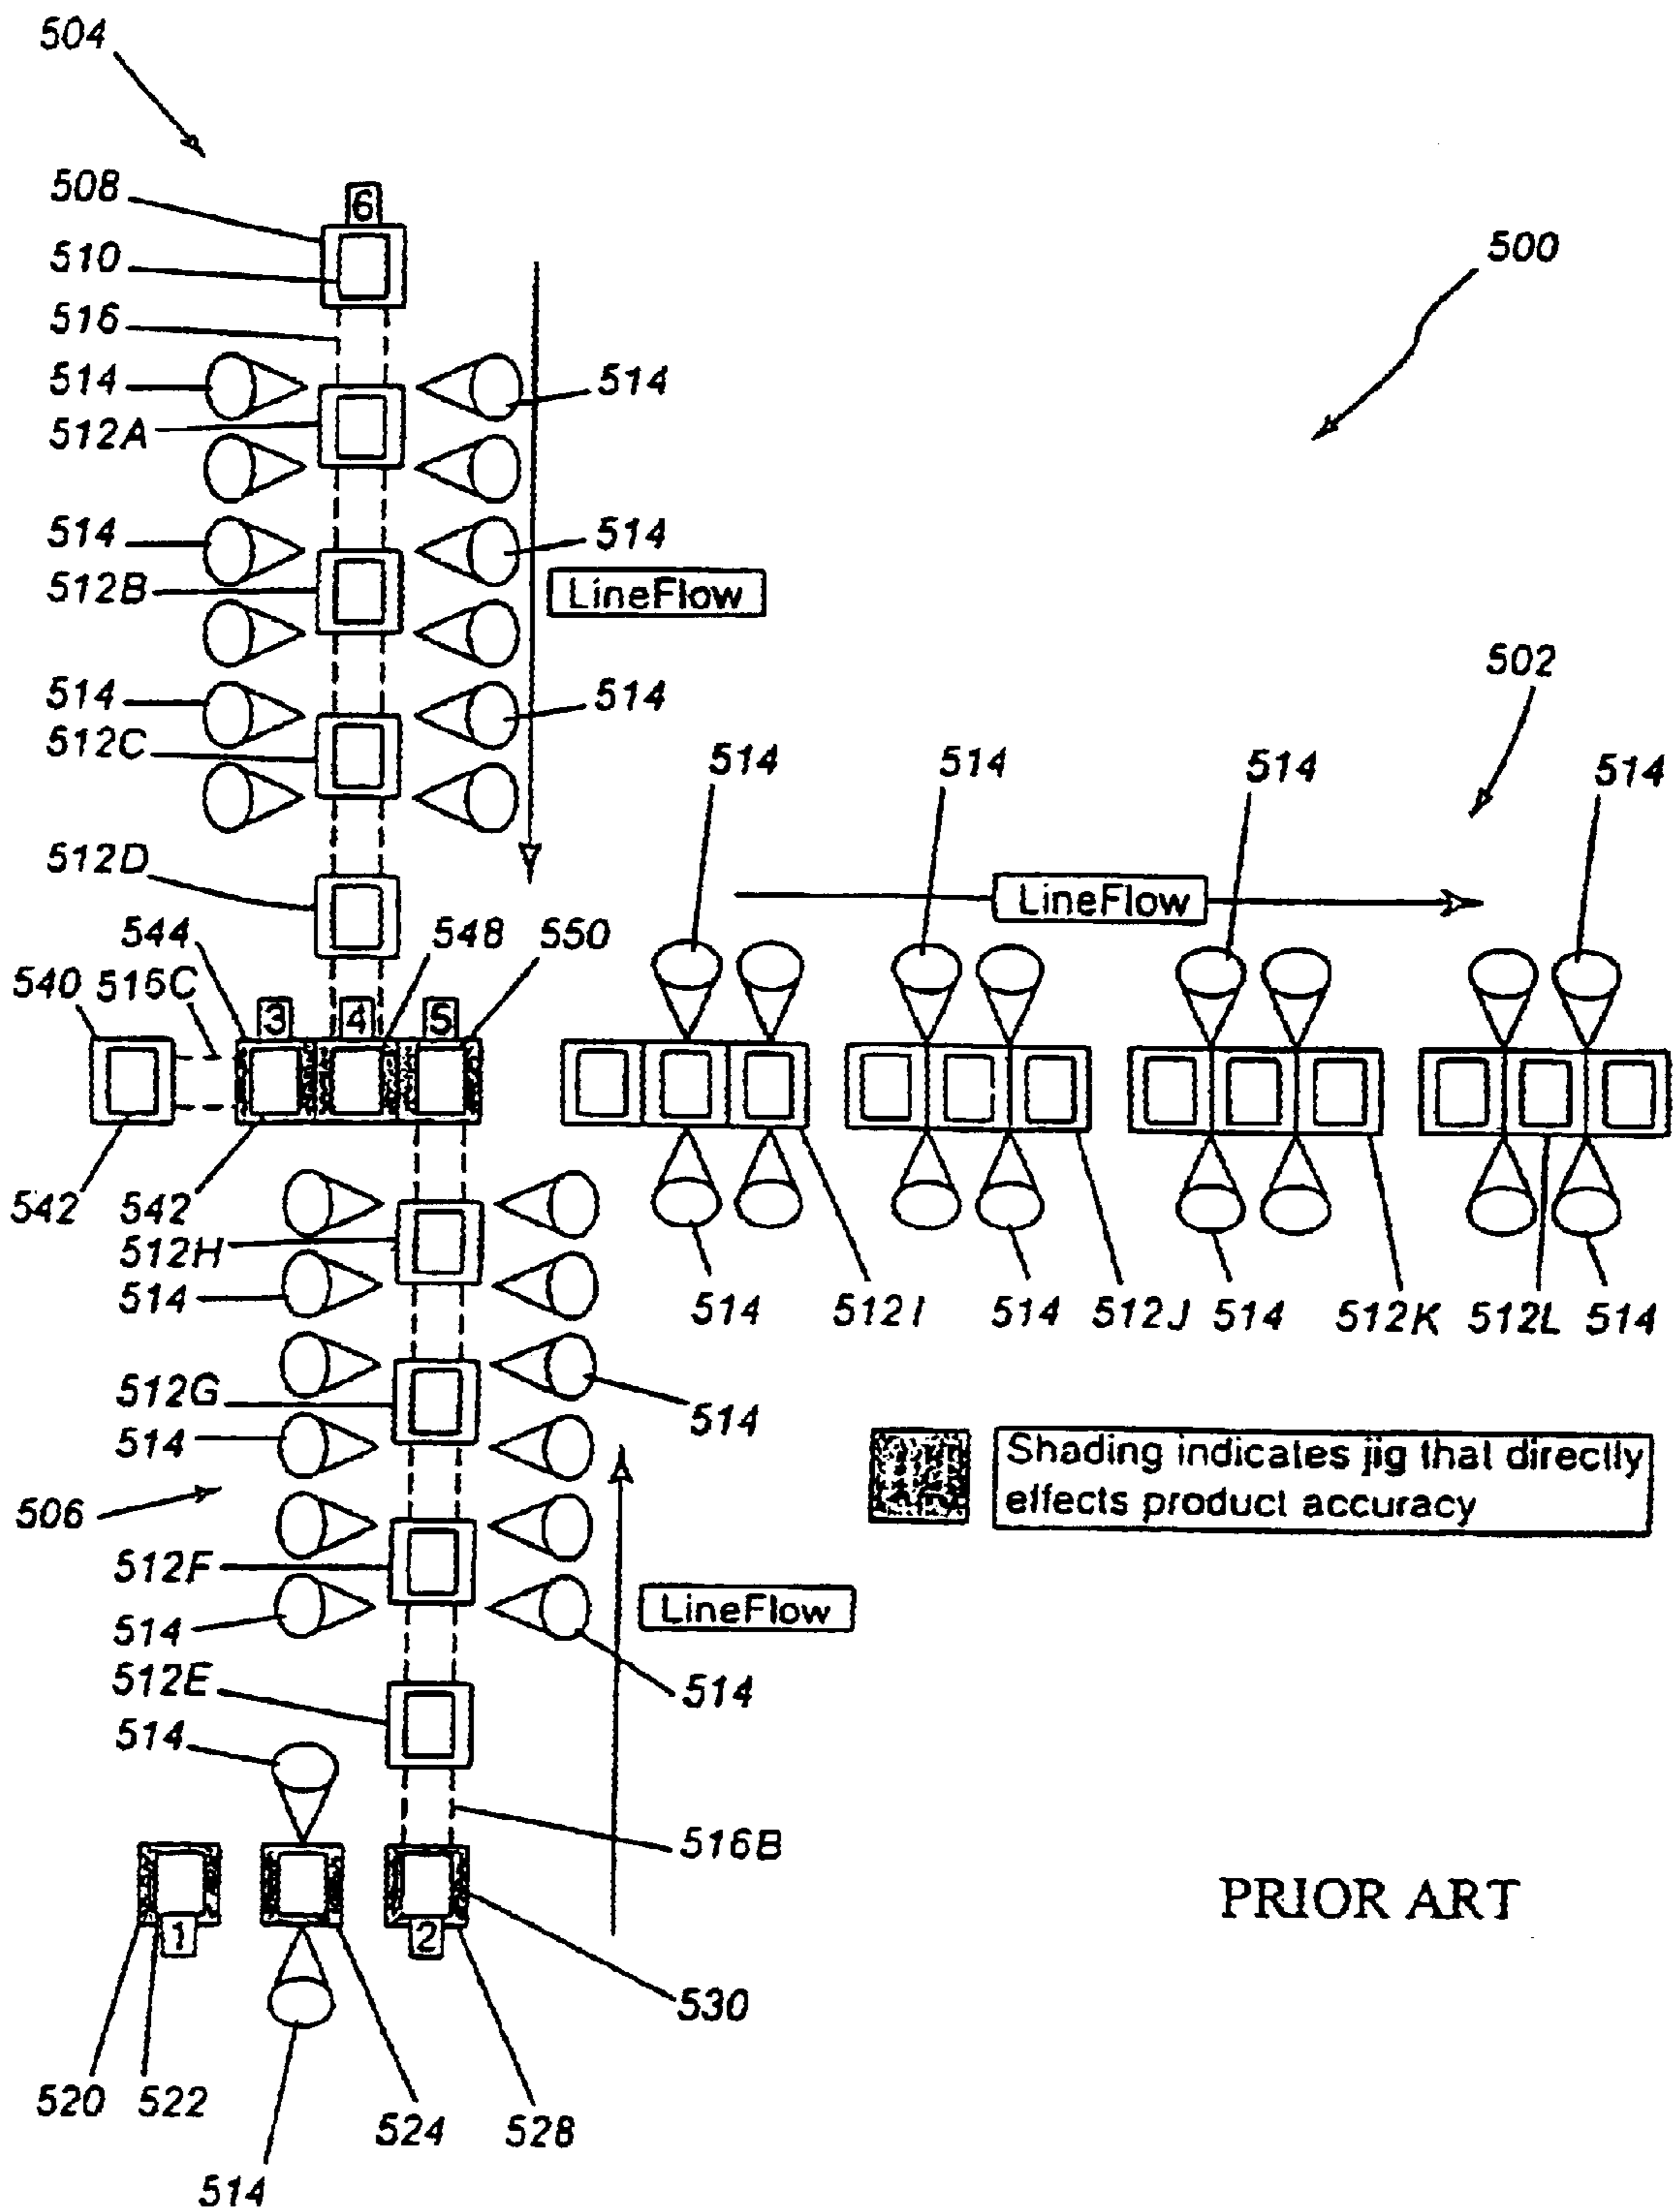 504
508
6
510
500
516
514
514
512A
514
514
512B
LineFlow
502
514
514
512C
514
514
514
514
512D
LineFlow
544
548
550
540
516C
3
4
5
542
542
512H
514
514
512I
514
512J
514
512K
512L
514
512G
514
514
Shading indicates jig that directly
effects product accuracy
506
512F
LineFlow
514
512E
514
514
516B
PRIOR ART
1
2
530
520
522
524
528
514